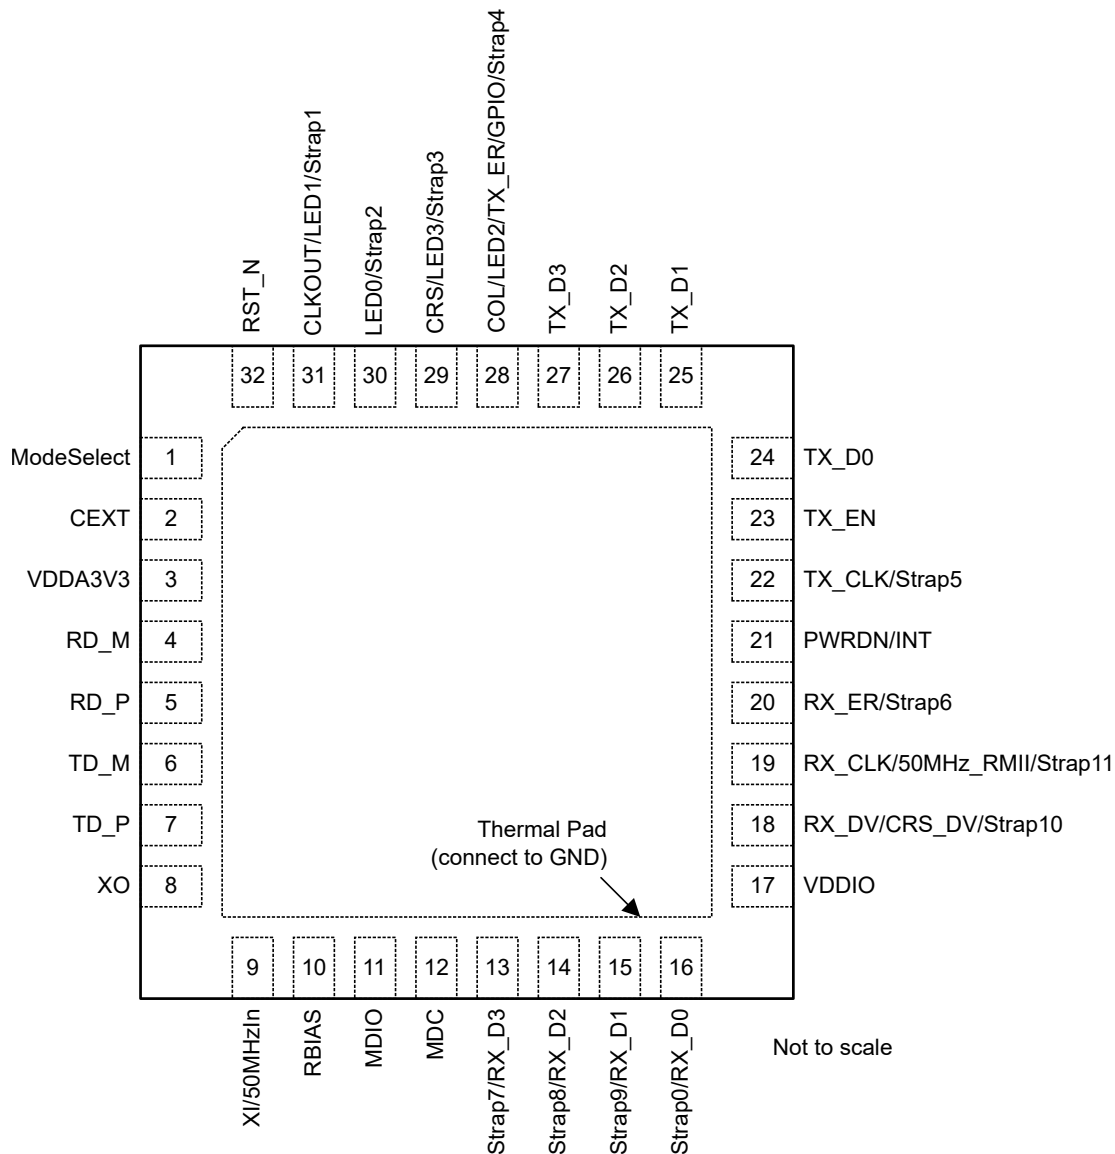 RST_N
CLKOUT/LED1/Strap1
LED0/Strap2
CRS/LED3/Strap3
COL/LED2/TX_ER/GPIO/Strap4
TX_D3
TX_D2
TX_D1
32
31
30
29
28
27
26
25
ModeSelect 1
CEXT 2
VDDA3V3 3
RD_M 4
RD_P 5
TD_M 6
TD_P 7
XO 8
24 TX_D0
23 TX_EN
22 TX_CLK/Strap5
21 PWRDN/INT
20 RX_ER/Strap6
19 RX_CLK/50MHz_RMII/Strap11
18 RX_DV/CRS_DV/Strap10
17 VDDIO
Thermal Pad
(connect to GND)
9
10
11
12
13
14
15
16
XI/50MHzIn
RBIAS
MDIO
MDC
Strap7/RX_D3
Strap8/RX_D2
Strap9/RX_D1
Strap0/RX_D0
Not to scale